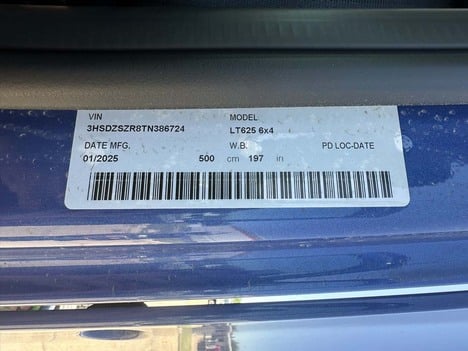 VIN MODEL
3HSDZSZR8TN386724 LT625 6x4
DATE MFG. W.B. PD LOC-DATE
01/2025 500 cm 197 in